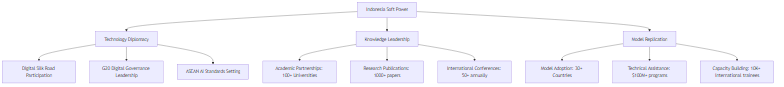 Indonesia Soft Power
Technology Diplomacy
Knowledge Leadership
Model Replication
Digital Silk Road
Participation
G20 Digital Governance
Leadership
ASEAN AI Standards Setting
Academic Partnerships:
100+ Universities
Research Publications:
1000+ papers
International Conferences:
50+ annually
Model Adoption: 20+
Countries
Technical Assistance:
$100M+ programs
Capacity Building: 10K+
International trainees